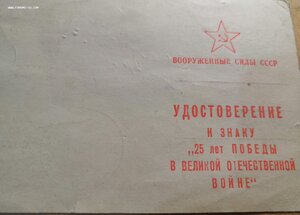 ВООРУЖЕННЫЕ СИЛЫ СССР
УДОСТОВЕРЕНИЕ
К ЗНАКУ
„25 лет ПОБЕДЫ
В ВЕЛИКОЙ ОТЕЧЕСТВЕННОЙ
ВОЙНЕ“